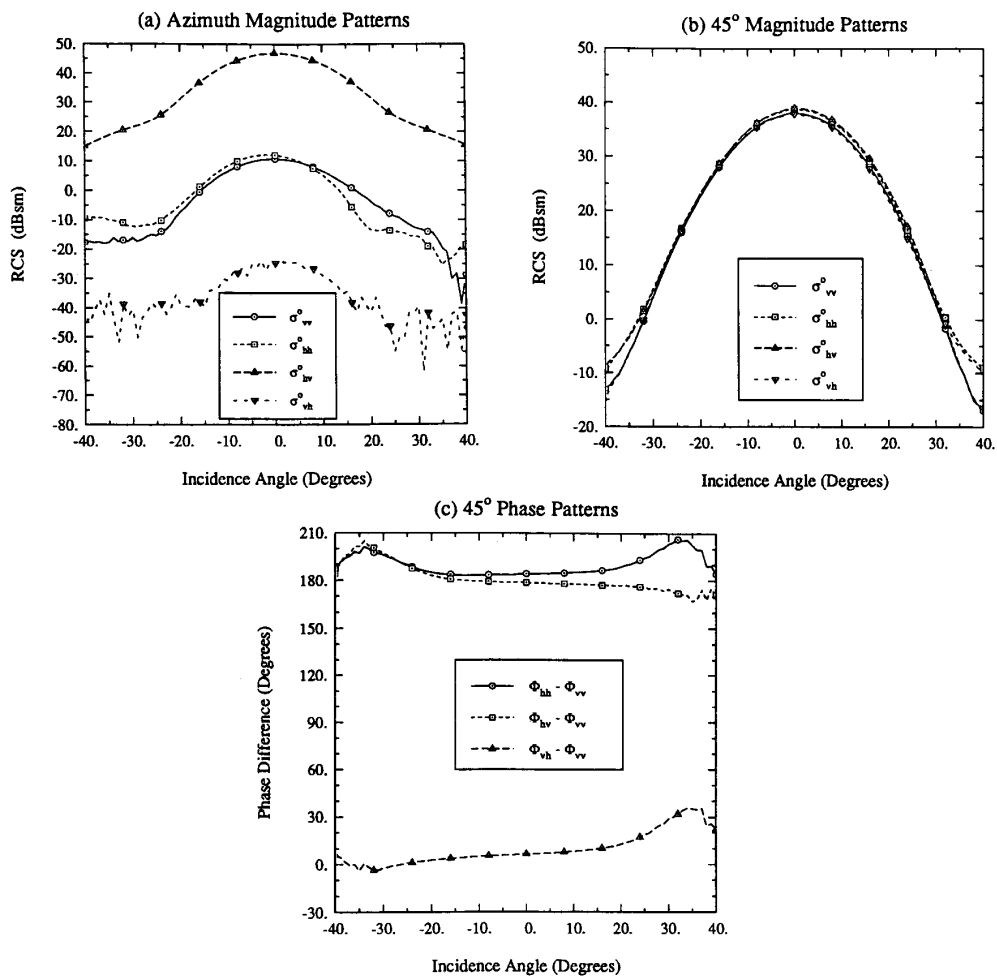 (a) Azimuth Magnitude Patterns
50.
40.
30.
20.
10.
0.
-10.
-20.
-30.
-40.
-50.
-60.
-70.
-80.
RCS (dBsm)
σ°vv
σ°hh
σ°hv
σ°vh
-40. -30. -20. -10. 0. 10. 20. 30. 40.
Incidence Angle (Degrees)
(b) 45° Magnitude Patterns
50.
40.
30.
20.
10.
0.
-10.
-20.
RCS (dBsm)
σ°vv
σ°hh
σ°hv
σ°vh
-40. -30. -20. -10. 0. 10. 20. 30. 40.
Incidence Angle (Degrees)
(c) 45° Phase Patterns
210.
180.
150.
120.
90.
60.
30.
0.
-30.
Phase Difference (Degrees)
Φhh - Φvv
Φhv - Φvv
Φvh - Φvv
-40. -30. -20. -10. 0. 10. 20. 30. 40.
Incidence Angle (Degrees)